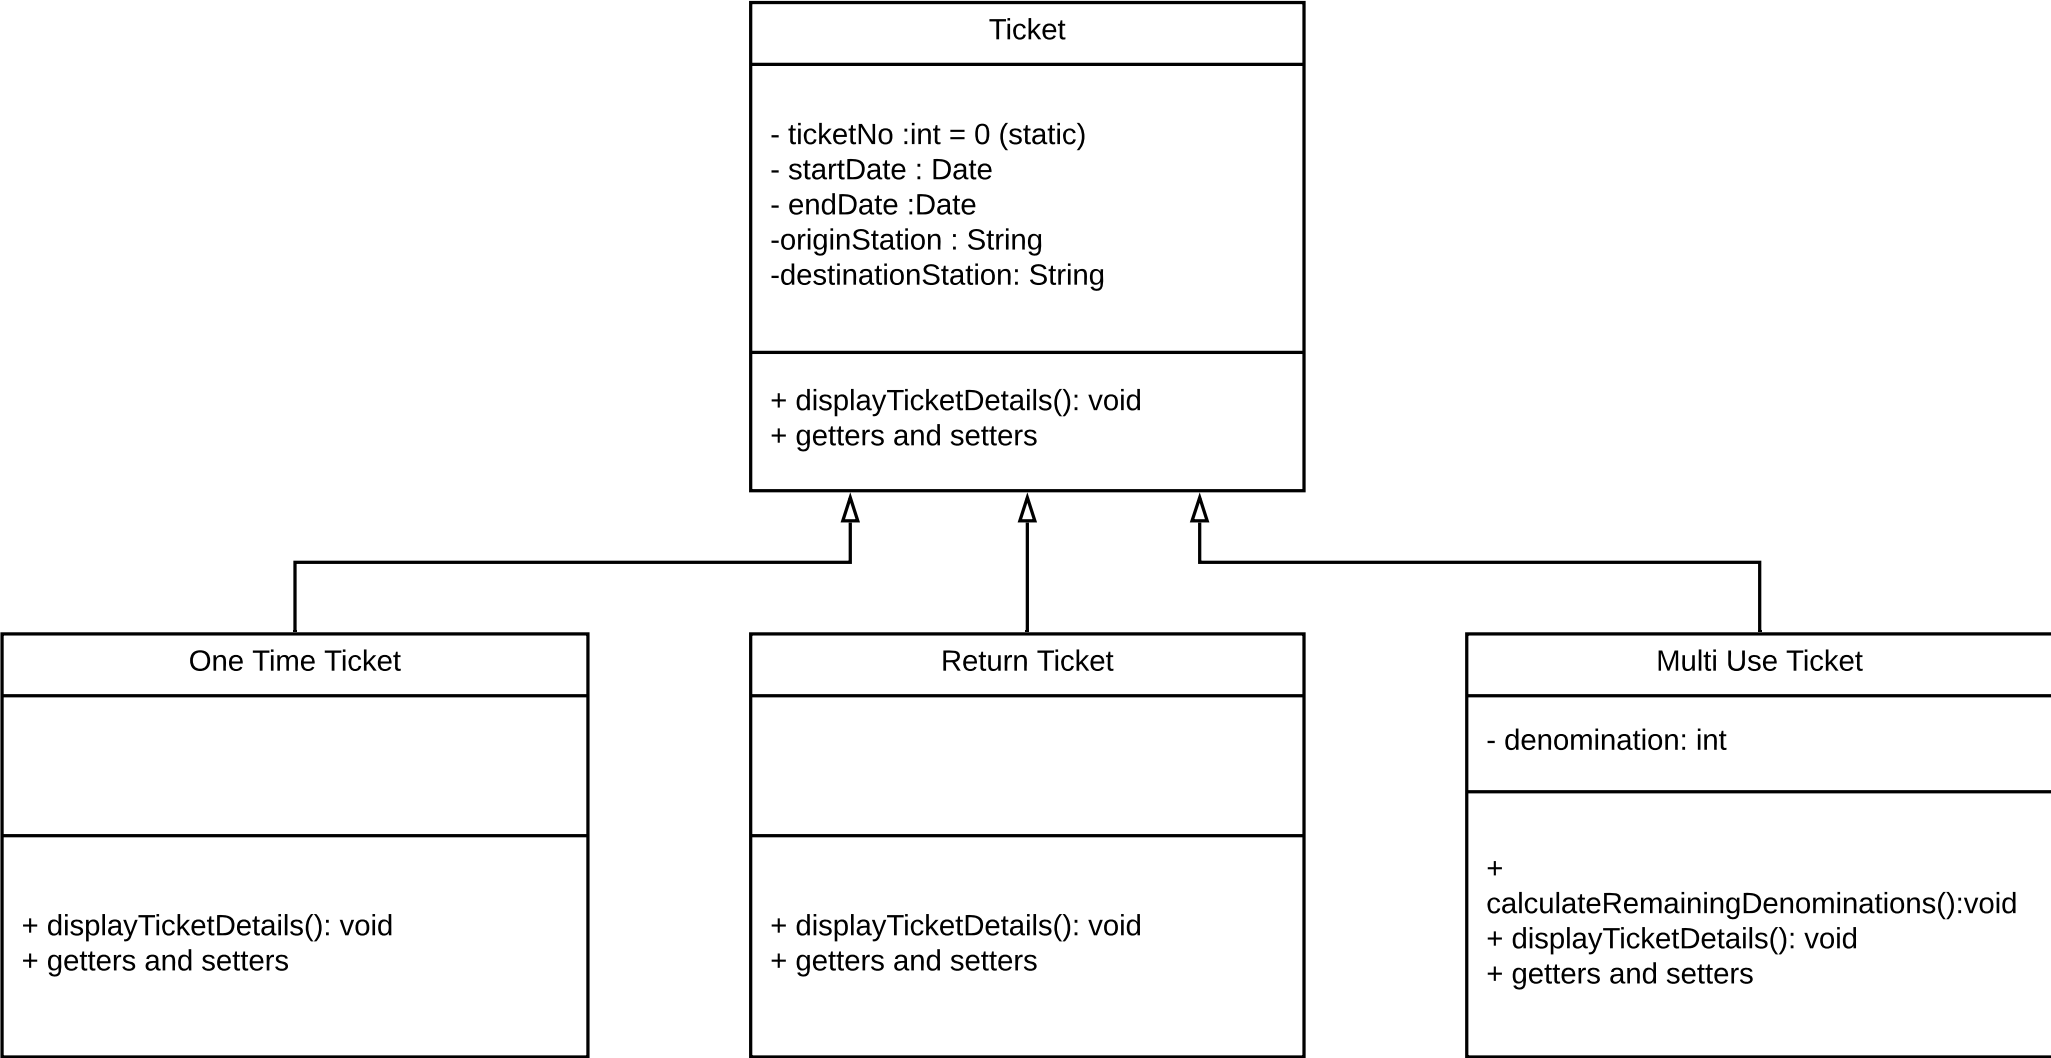 Ticket
- ticketNo :int = 0 (static)
- startDate : Date
- endDate :Date
-originStation : String
-destinationStation: String
+ displayTicketDetails(): void
+ getters and setters
One Time Ticket
+ displayTicketDetails(): void
+ getters and setters
Return Ticket
+ displayTicketDetails(): void
+ getters and setters
Multi Use Ticket
- denomination: int
+
calculateRemainingDenominations():void
+ displayTicketDetails(): void
+ getters and setters